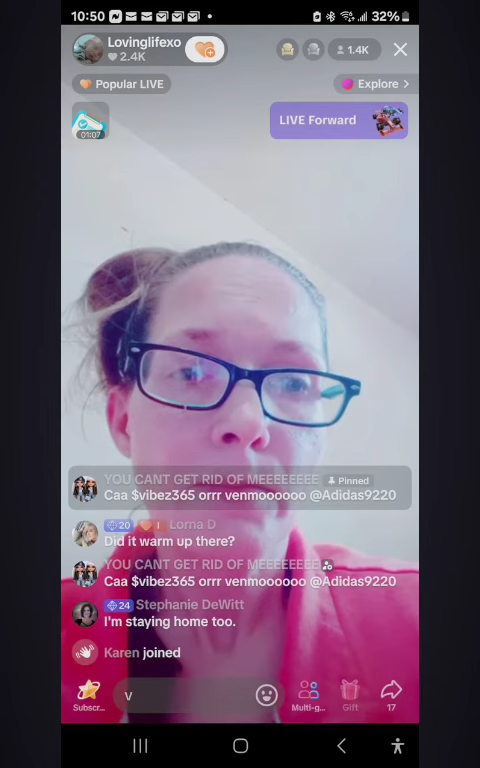 10:50
32%
Lovinglifexo
2.4K
1.4K
Popular LIVE
Explore >
01:07
LIVE Forward
YOU CANT GET RID OF MEEEEEEE Pinned
Caa $vibez365 orrr venmoooooo @Adidas9220
20 I Lorna D
Did it warm up there?
YOU CANT GET RID OF MEEEEEEE
Caa $vibez365 orrr venmoooooo @Adidas9220
24 Stephanie DeWitt
I'm staying home too.
Karen joined
V
Subscr...
Multi-g...
Gift
17